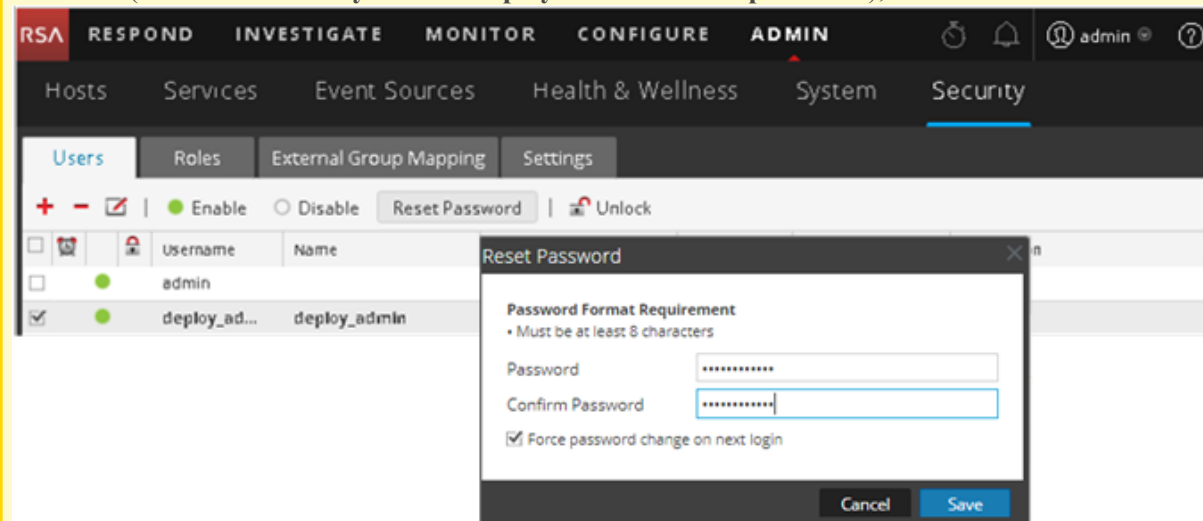 RSA RESPOND INVESTIGATE MONITOR CONFIGURE ADMIN admin
Hosts Services Event Sources Health & Wellness System Security
Users Roles External Group Mapping Settings
Enable Disable Reset Password Unlock
Username Name
admin
deploy_ad... deploy_admin
Reset Password
Password Format Requirement
• Must be at least 8 characters
Password ••••••••••••
Confirm Password ••••••••••••
Force password change on next login
Cancel Save